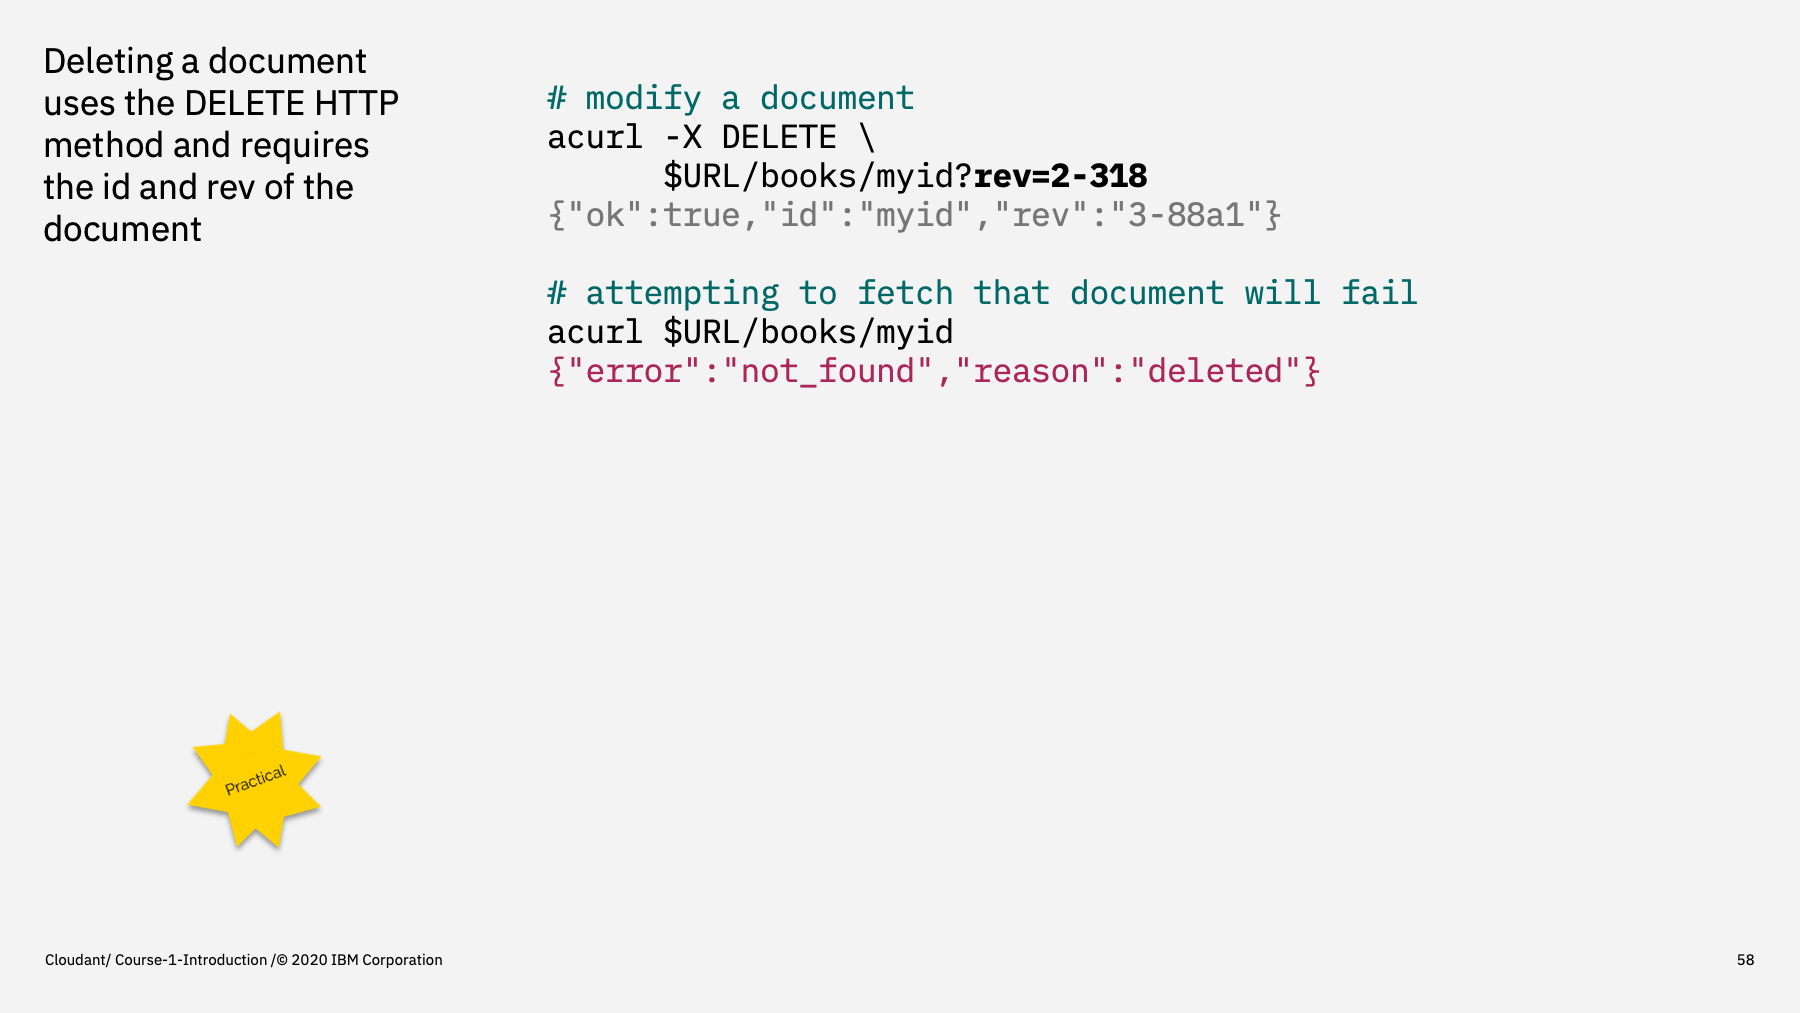 Deleting a document
uses the DELETE HTTP
method and requires
the id and rev of the
document
# modify a document
acurl -X DELETE \
      $URL/books/myid?rev=2-318
{"ok":true,"id":"myid","rev":"3-88a1"}
# attempting to fetch that document will fail
acurl $URL/books/myid
{"error":"not_found","reason":"deleted"}
Practical
Cloudant/ Course-1-Introduction /© 2020 IBM Corporation
58